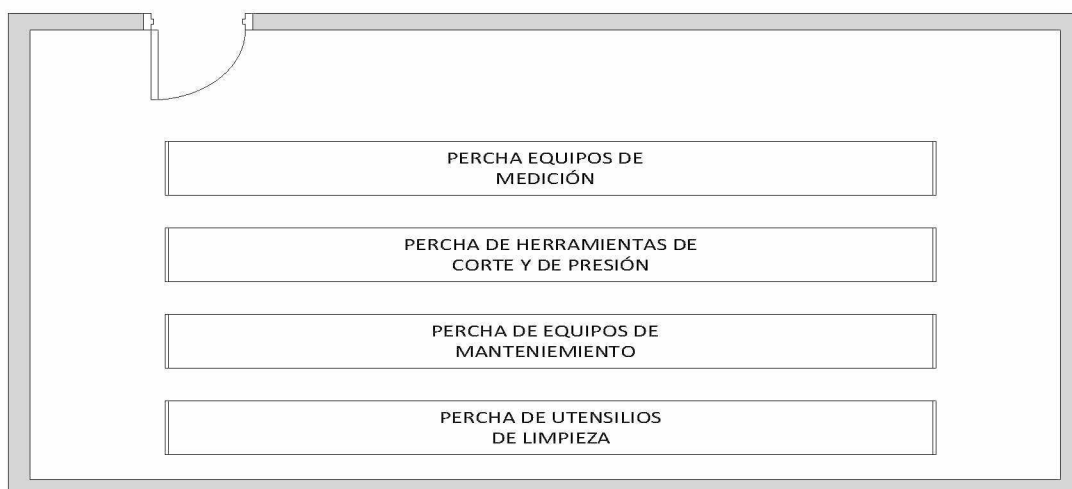 PERCHA EQUIPOS DE
MEDICIÓN
PERCHA DE HERRAMIENTAS DE
CORTE Y DE PRESIÓN
PERCHA DE EQUIPOS DE
MANTENIEMIENTO
PERCHA DE UTENSILIOS
DE LIMPIEZA